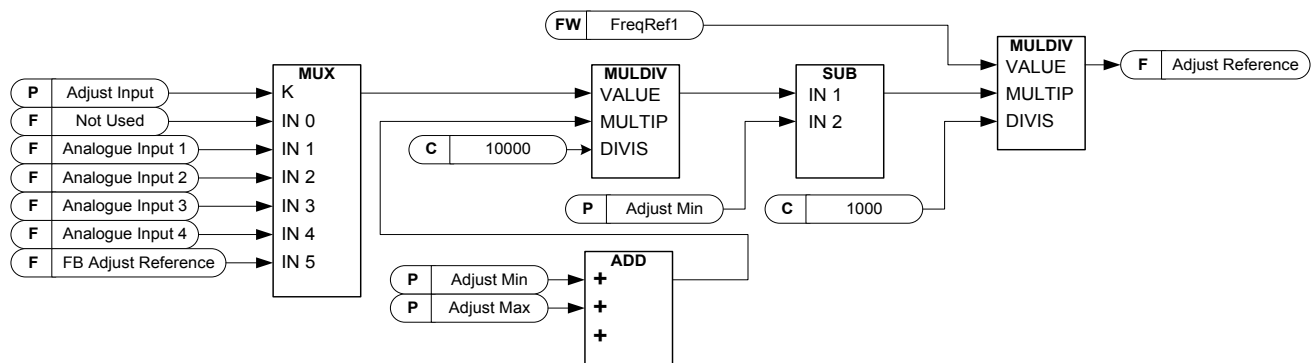 FW FreqRef1
MUX
MULDIV
SUB
MULDIV
P Adjust Input
K
VALUE
IN 1
VALUE
F Adjust Reference
F Not Used
IN 0
MULTIP
IN 2
MULTIP
F Analogue Input 1
IN 1
C 10000
DIVIS
DIVIS
F Analogue Input 2
IN 2
F Analogue Input 3
IN 3
P Adjust Min
C 1000
F Analogue Input 4
IN 4
F FB Adjust Reference
IN 5
ADD
P Adjust Min
+
P Adjust Max
+
+